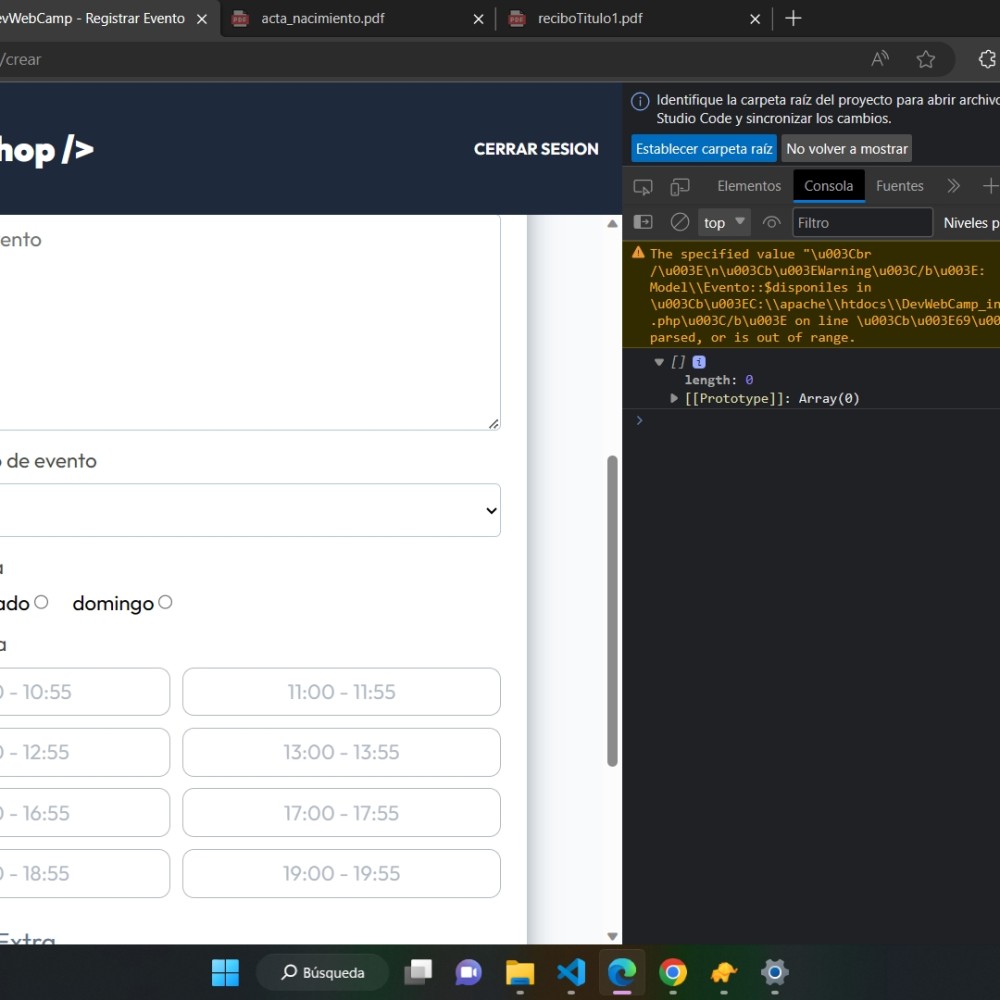 evWebCamp - Registrar Evento
acta_nacimiento.pdf
reciboTitulo1.pdf
/crear
hop />
CERRAR SESION
ento
o de evento
a
ado
domingo
a
0 - 10:55
11:00 - 11:55
0 - 12:55
13:00 - 13:55
0 - 16:55
17:00 - 17:55
0 - 18:55
19:00 - 19:55
Extra
Identifique la carpeta raíz del proyecto para abrir archivo
Studio Code y sincronizar los cambios.
Establecer carpeta raíz
No volver a mostrar
Elementos
Consola
Fuentes
top
Filtro
Niveles p
The specified value "\u003Cbr
/\u003E\n\u003Cb\u003EWarning\u003C/b\u003E:
Model\\Evento::$disponiles in
\u003Cb\u003EC:\\apache\\htdocs\\DevWebCamp_in
.php\u003C/b\u003E on line \u003Cb\u003E69\u00
parsed, or is out of range.
[] i
length: 0
[[Prototype]]: Array(0)
Búsqueda